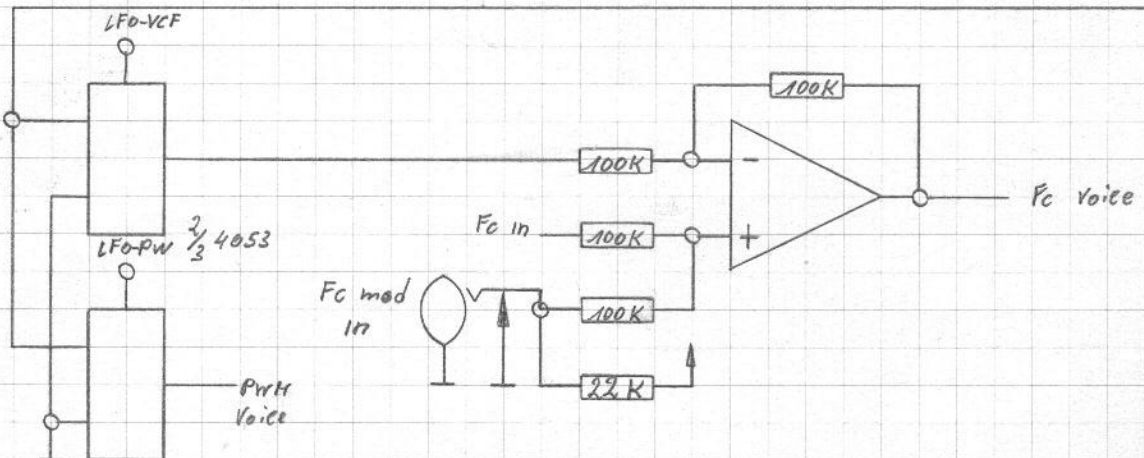 LFO-VCF
100K
100K
- 
Fc Voice
2/3 4053
Fc in
100K
+
LFO-PW
Fc mod
in
100K
22K
PWM
Voice